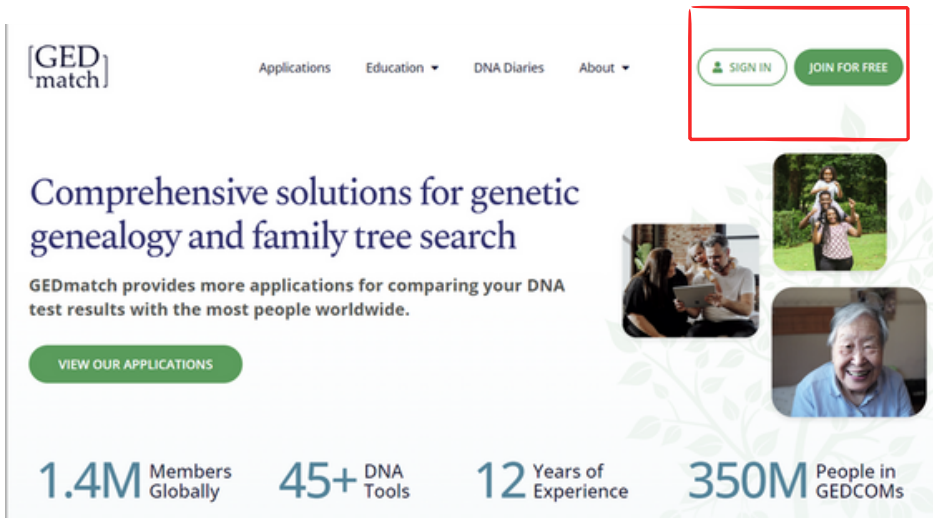 GED
match
Applications
Education
DNA Diaries
About
SIGN IN
JOIN FOR FREE
Comprehensive solutions for genetic
genealogy and family tree search
GEDmatch provides more applications for comparing your DNA
test results with the most people worldwide.
VIEW OUR APPLICATIONS
1.4M Members
Globally
45+ DNA
Tools
12 Years of
Experience
350M People in
GEDCOMs